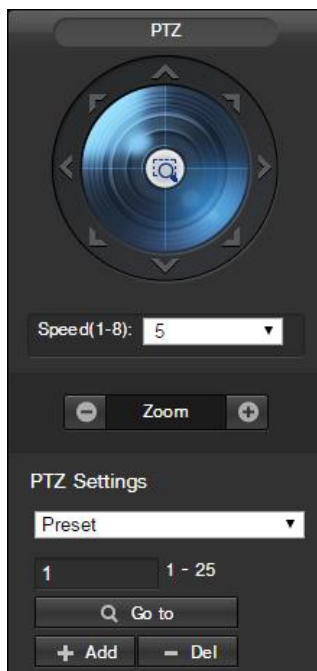 PTZ
Speed(1-8): 5
Zoom
PTZ Settings
Preset
1 1 - 25
Go to
Add Del